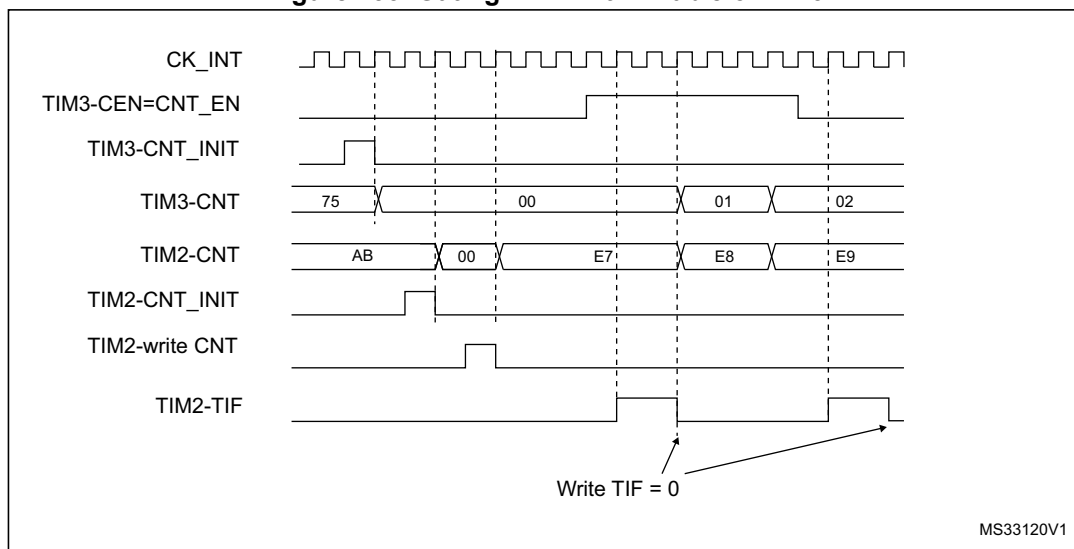 CK_INT
TIM3-CEN=CNT_EN
TIM3-CNT_INIT
TIM3-CNT 75 00 01 02
TIM2-CNT AB 00 E7 E8 E9
TIM2-CNT_INIT
TIM2-write CNT
TIM2-TIF
Write TIF = 0
MS33120V1